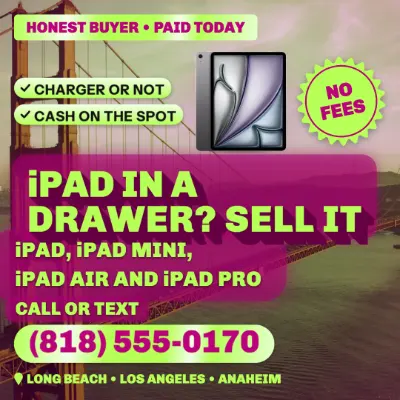 HONEST BUYER • PAID TODAY
CHARGER OR NOT
CASH ON THE SPOT
NO
FEES
iPAD IN A
DRAWER? SELL IT
iPAD, iPAD MINI,
iPAD AIR AND iPAD PRO
CALL OR TEXT
(818) 555-0170
LONG BEACH • LOS ANGELES • ANAHEIM